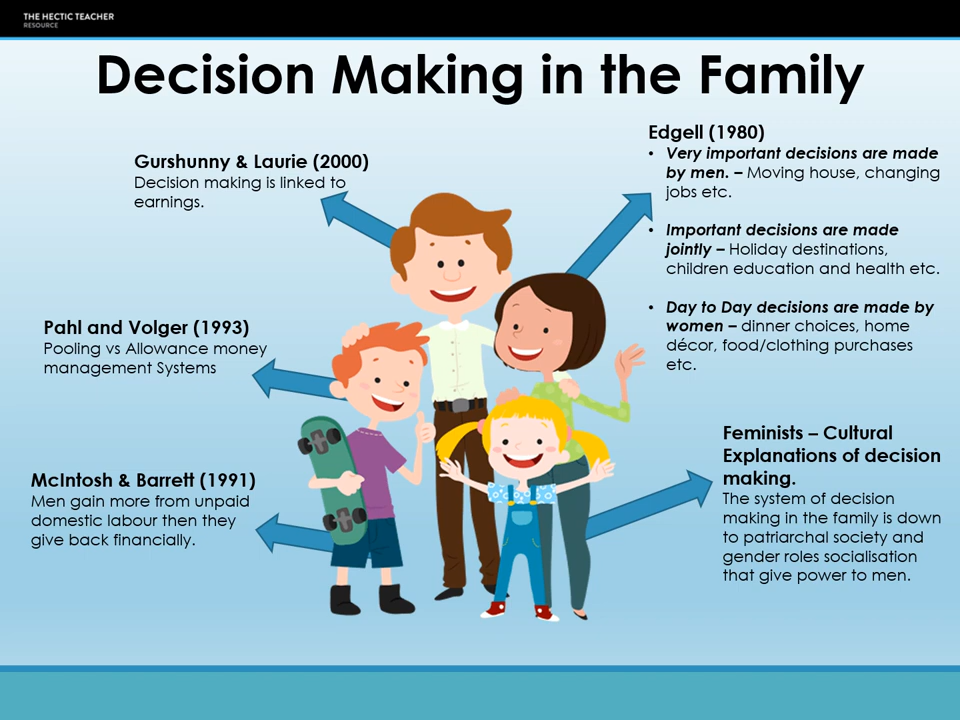 THE HECTIC TEACHER
RESOURCE
Decision Making in the Family
Gurshunny & Laurie (2000)
Decision making is linked to
earnings.
Pahl and Volger (1993)
Pooling vs Allowance money
management Systems
McIntosh & Barrett (1991)
Men gain more from unpaid
domestic labour then they
give back financially.
Edgell (1980)
• Very important decisions are made
by men. – Moving house, changing
jobs etc.
• Important decisions are made
jointly – Holiday destinations,
children education and health etc.
• Day to Day decisions are made by
women – dinner choices, home
décor, food/clothing purchases
etc.
Feminists – Cultural
Explanations of decision
making.
The system of decision
making in the family is down
to patriarchal society and
gender roles socialisation
that give power to men.